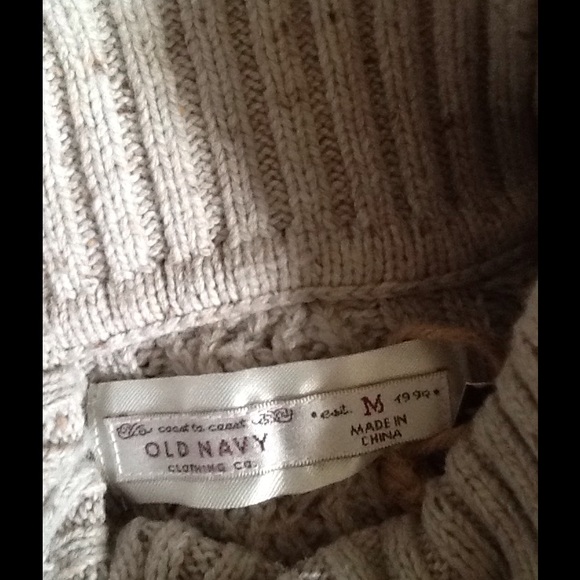 coast to coast
OLD NAVY
CLOTHING CO.
• est. M 1994 •
MADE IN
CHINA